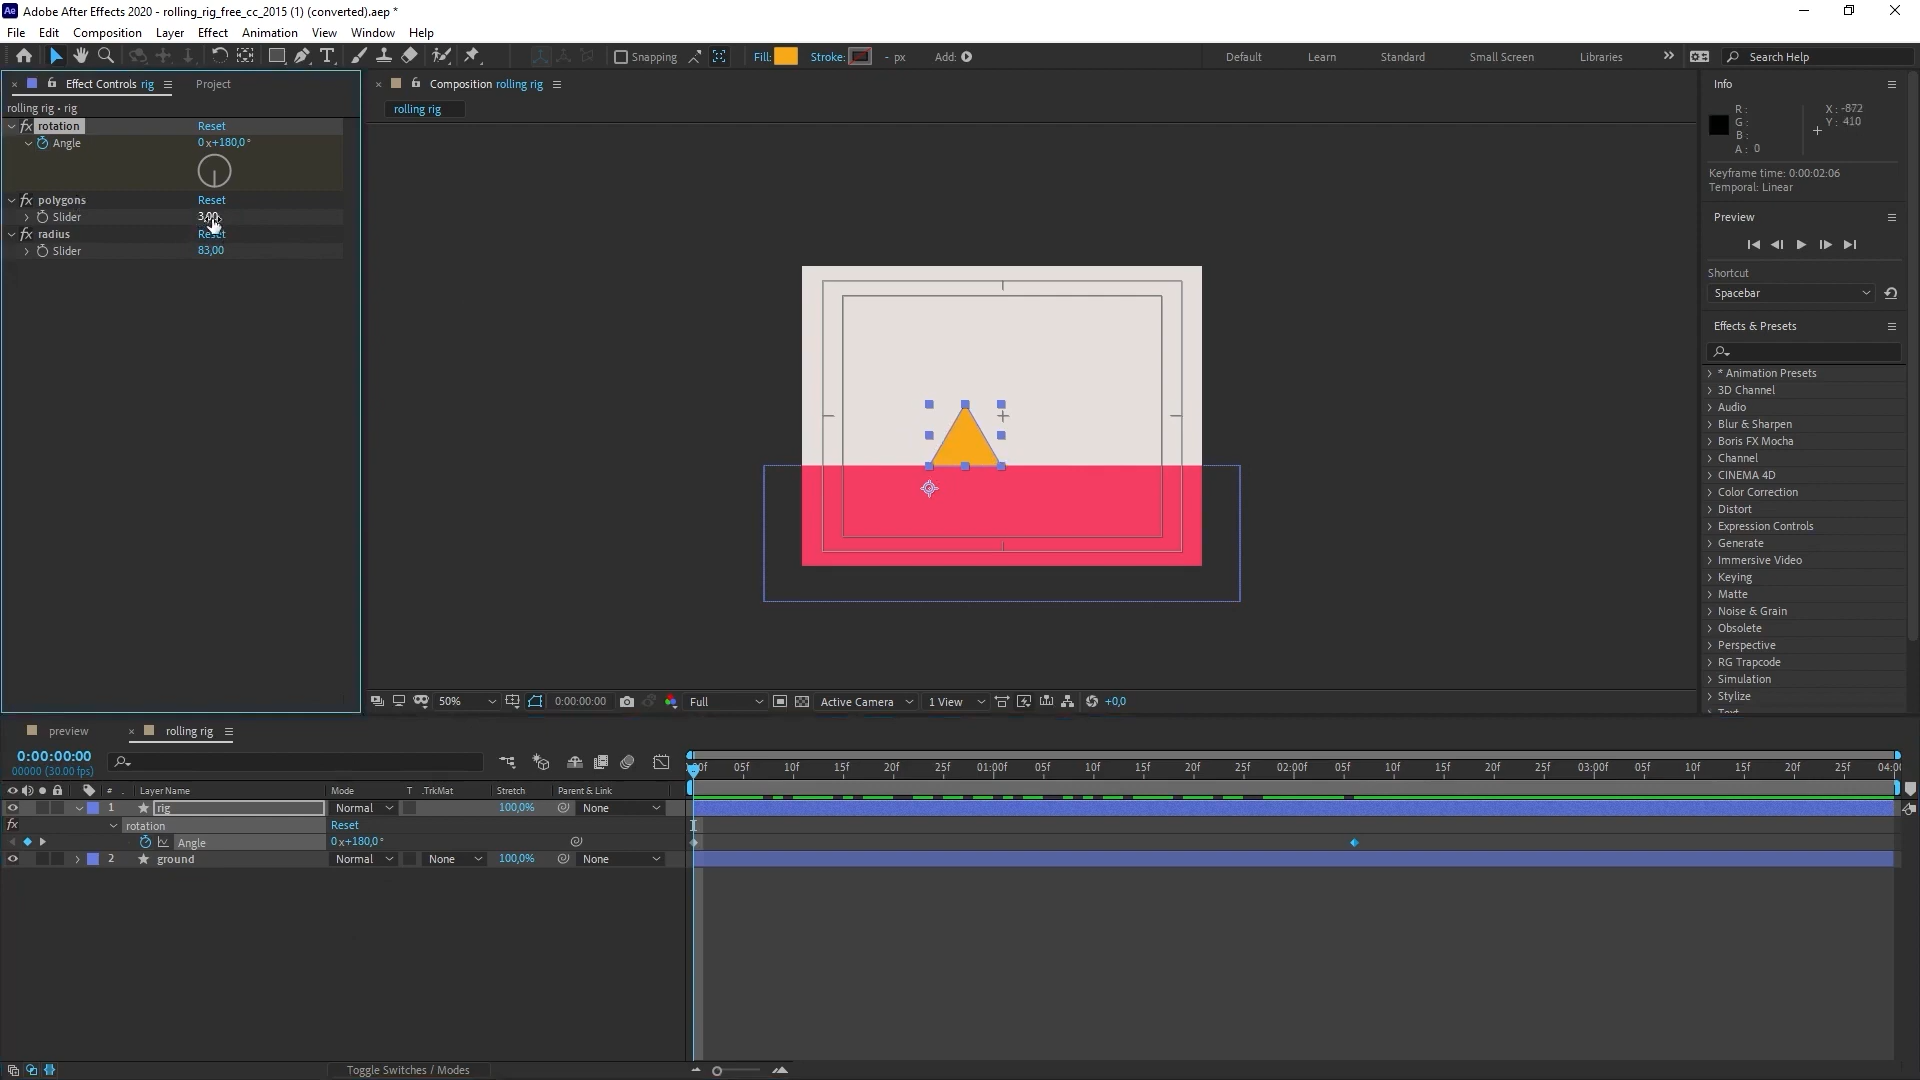 Ae Adobe After Effects 2020 - rolling_rig_free_cc_2015 (1) (converted).aep *
File Edit Composition Layer Effect Animation View Window Help
Snapping Fill: Stroke: - px Add: Default Learn Standard Small Screen Libraries Search Help
Effect Controls rig Project
rolling rig • rig
fx rotation Reset
Angle 0x+180,0°
fx polygons Reset
Slider 3,00
fx radius Reset
Slider 83,00
Composition rolling rig
rolling rig
50% 0:00:00:00 Full Active Camera 1 View +0,0
Info
R : X : -872
G : Y : 410
B :
A : 0
Keyframe time: 0:00:02:06
Temporal: Linear
Preview
Shortcut
Spacebar
Effects & Presets
* Animation Presets
3D Channel
Audio
Blur & Sharpen
Boris FX Mocha
Channel
CINEMA 4D
Color Correction
Distort
Expression Controls
Generate
Immersive Video
Keying
Matte
Noise & Grain
Obsolete
Perspective
RG Trapcode
Simulation
Stylize
Text
preview rolling rig
0:00:00:00
00000 (30.00 fps)
:00f 05f 10f 15f 20f 25f 01:00f 05f 10f 15f 20f 25f 02:00f 05f 10f 15f 20f 25f 03:00f 05f 10f 15f 20f 25f 04:00
# Layer Name Mode T .TrkMat Stretch Parent & Link
1 rig Normal 100,0% None
fx rotation Reset
Angle 0x+180,0°
2 ground Normal None 100,0% None
Toggle Switches / Modes